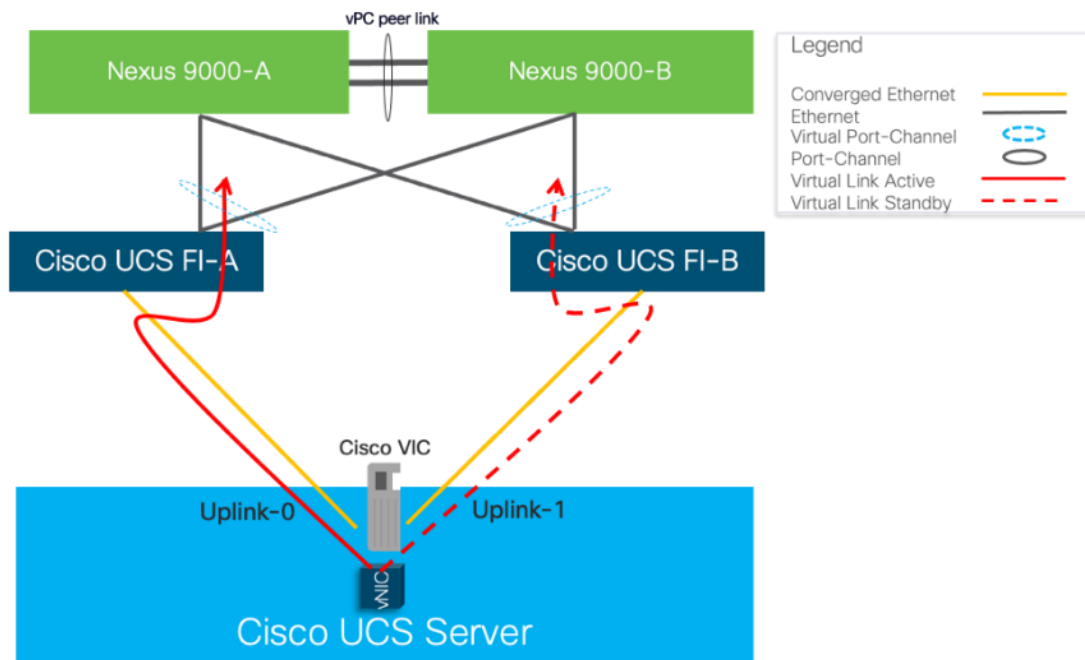 vPC peer link
Nexus 9000-A
Nexus 9000-B
Legend
Converged Ethernet
Ethernet
Virtual Port-Channel
Port-Channel
Virtual Link Active
Virtual Link Standby
Cisco UCS FI-A
Cisco UCS FI-B
Cisco VIC
Uplink-0
Uplink-1
vNIC
Cisco UCS Server